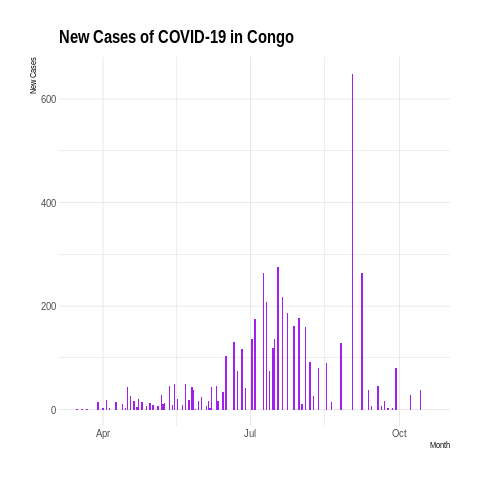 New Cases of COVID-19 in Congo
New Cases
600
400
200
0
Apr
Jul
Oct
Month